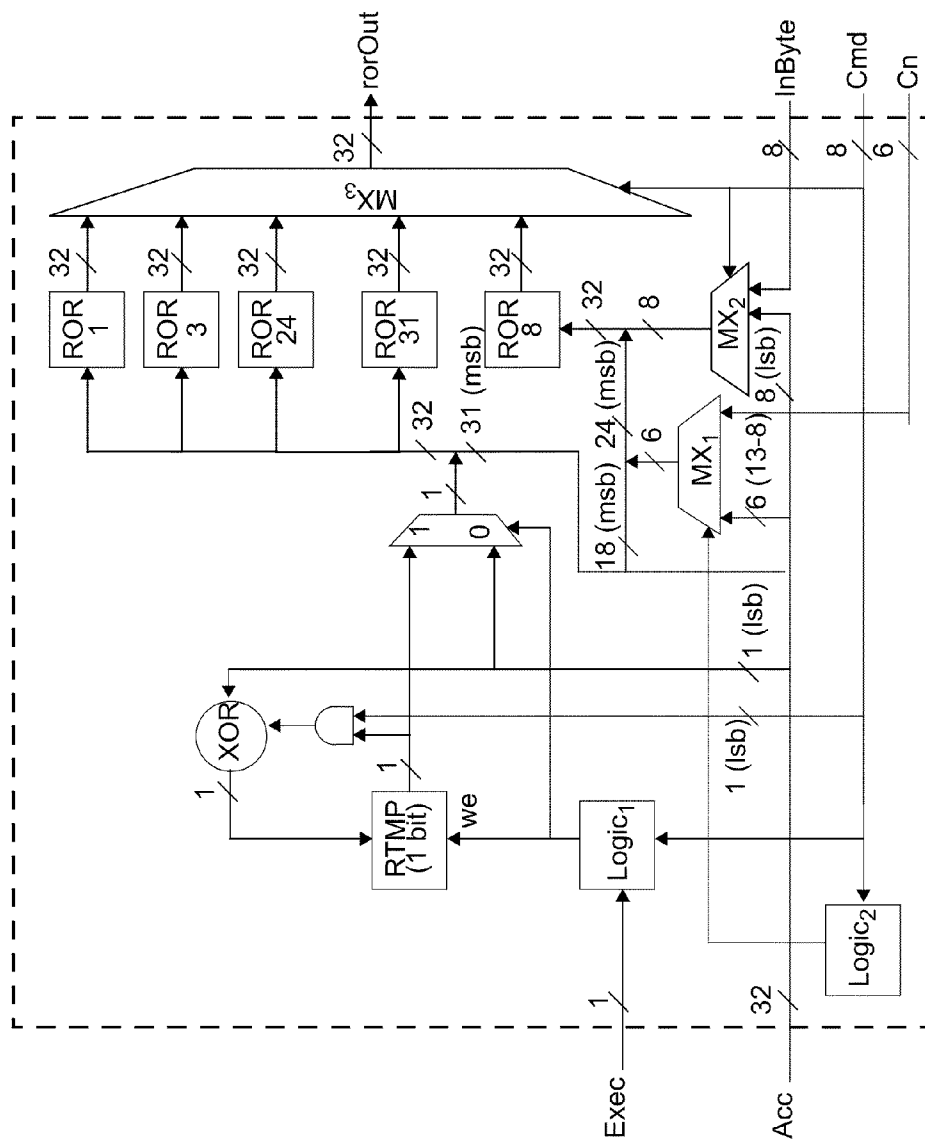 rorOut
32
MX3
32
32
32
32
32
ROR
1
ROR
3
ROR
24
ROR
31
ROR
8
32
31 (msb)
32
8
24 (msb)
18 (msb)
6
MX1
MX2
6 (13-8)
8 (lsb)
InByte
8
Cmd
8
Cn
6
1
1
0
XOR
1
1
RTMP
(1 bit)
we
Logic1
1 (lsb)
1 (lsb)
Logic2
Exec
1
Acc
32